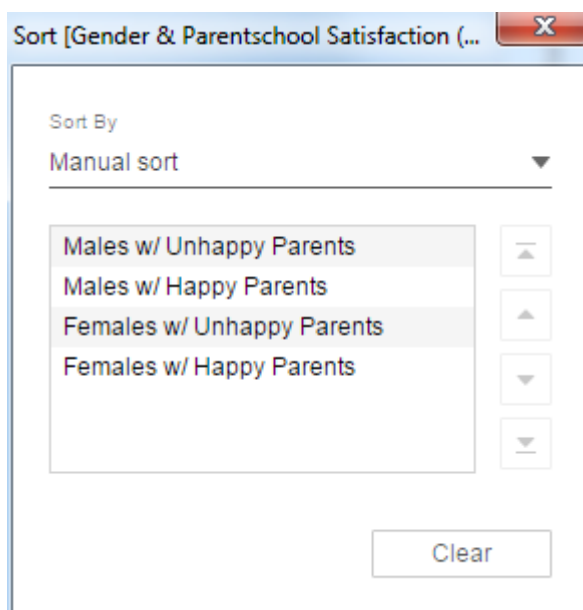 Sort [Gender & Parentschool Satisfaction (...
Sort By
Manual sort
Males w/ Unhappy Parents
Males w/ Happy Parents
Females w/ Unhappy Parents
Females w/ Happy Parents
Clear